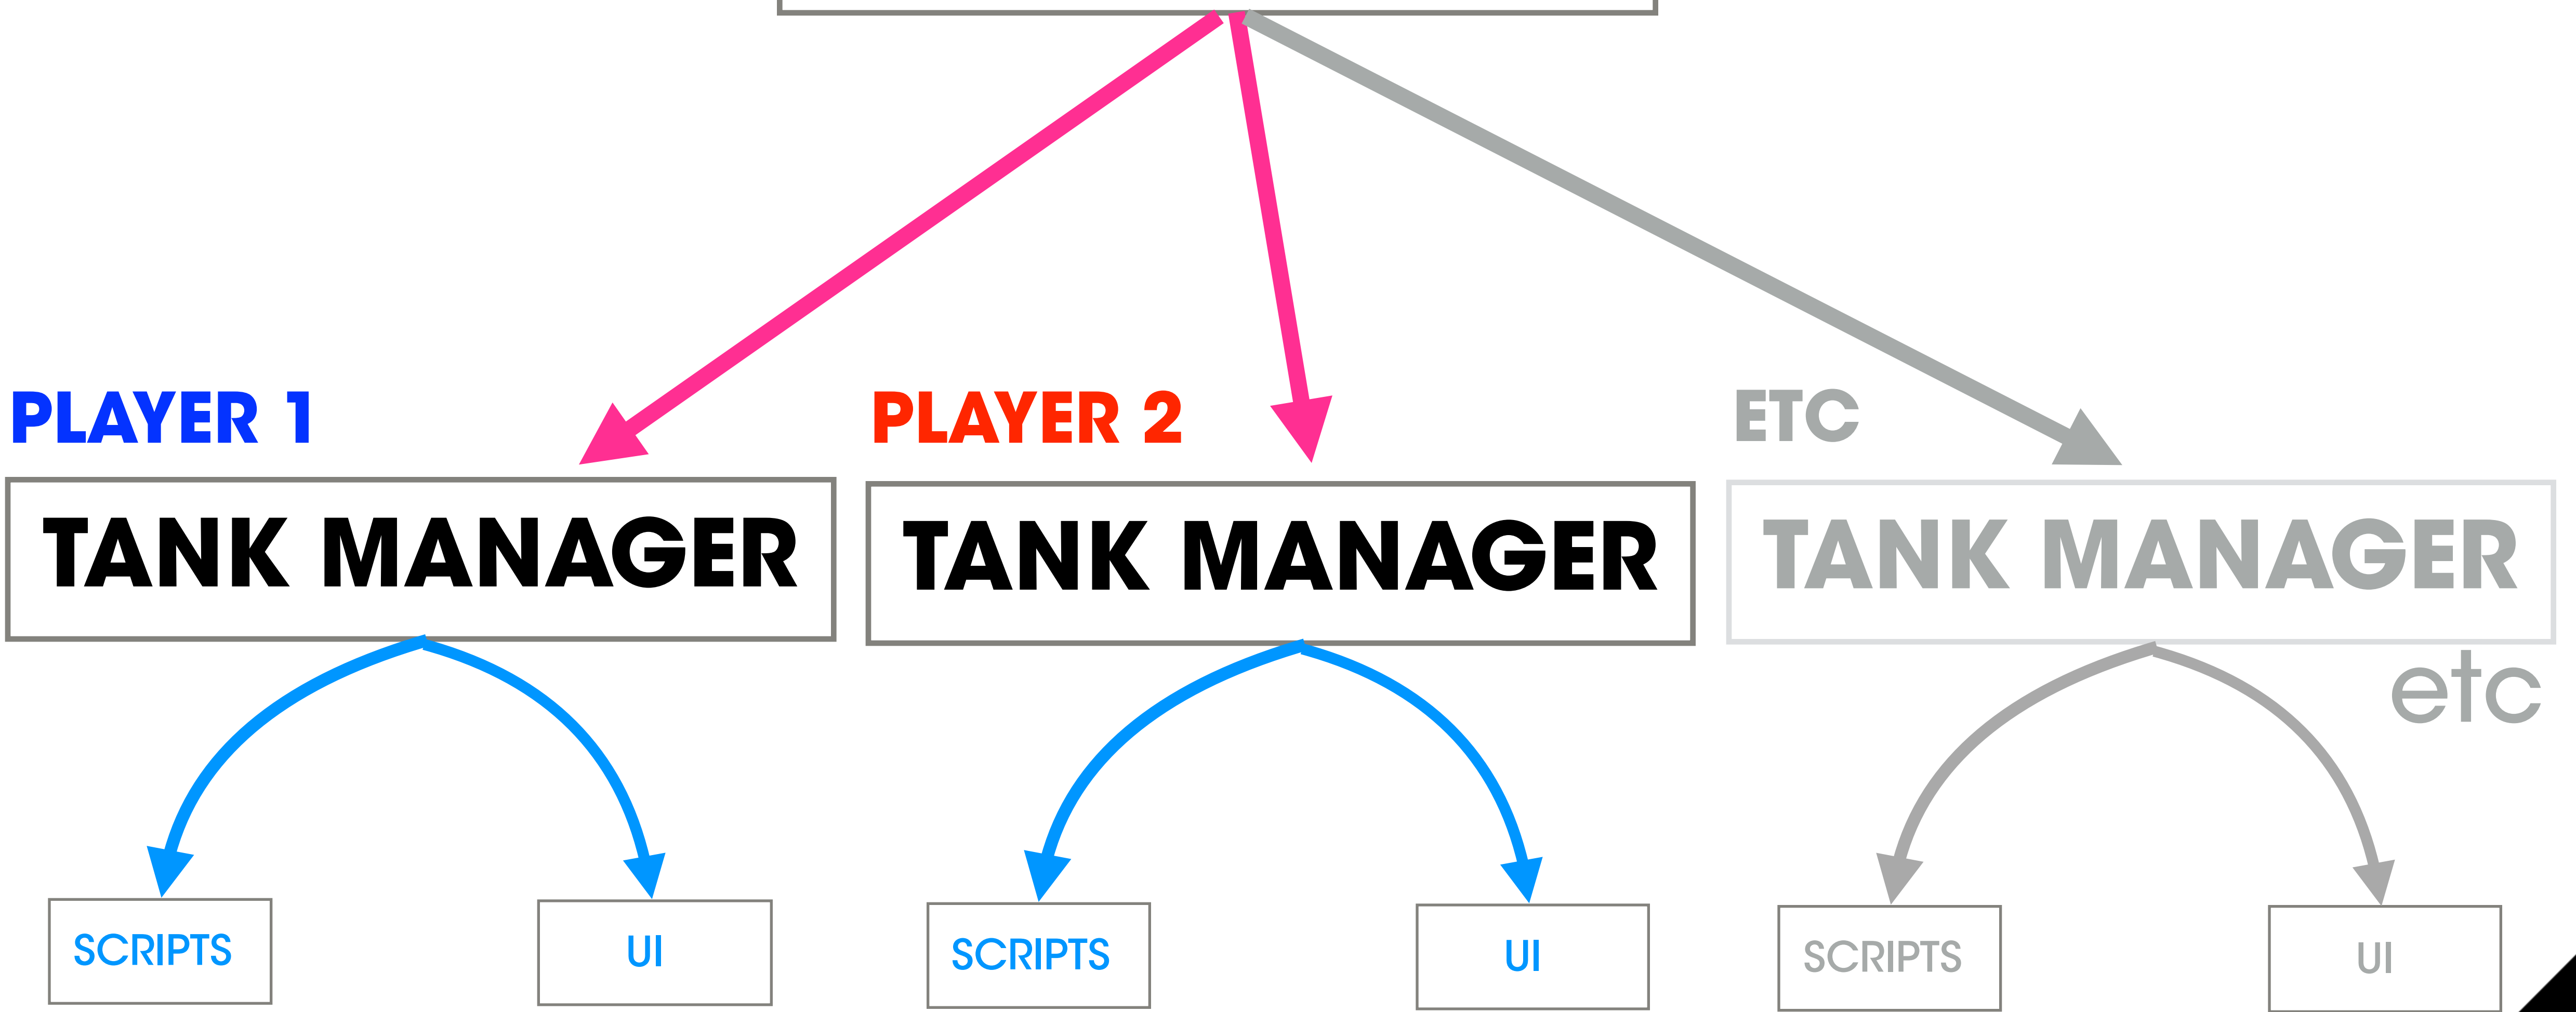 PLAYER 1
PLAYER 2
ETC
TANK MANAGER
TANK MANAGER
TANK MANAGER
etc
SCRIPTS
UI
SCRIPTS
UI
SCRIPTS
UI